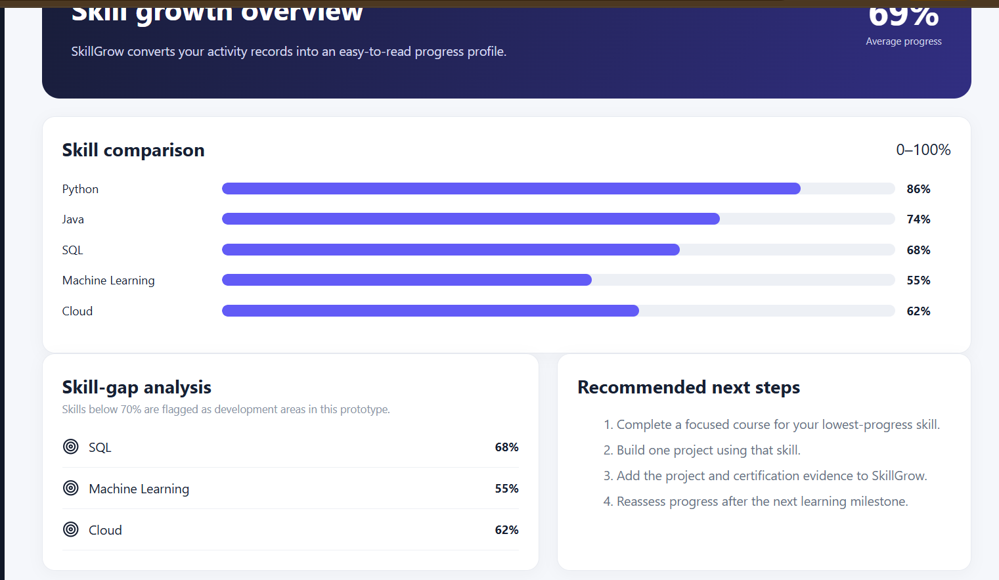 Skill growth overview
69%
SkillGrow converts your activity records into an easy-to-read progress profile.
Average progress
Skill comparison
0–100%
Python
86%
Java
74%
SQL
68%
Machine Learning
55%
Cloud
62%
Skill-gap analysis
Skills below 70% are flagged as development areas in this prototype.
SQL
68%
Machine Learning
55%
Cloud
62%
Recommended next steps
1. Complete a focused course for your lowest-progress skill.
2. Build one project using that skill.
3. Add the project and certification evidence to SkillGrow.
4. Reassess progress after the next learning milestone.